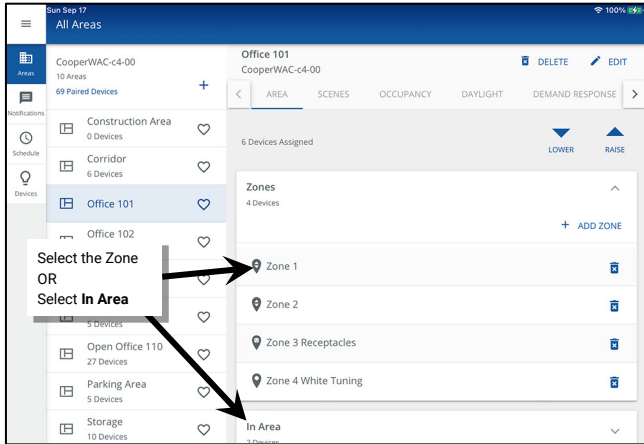 Sun Sep 17
100%
All Areas
Areas
Notifications
Schedule
Devices
CooperWAC-c4-00
10 Areas
69 Paired Devices
+
Construction Area
0 Devices
Corridor
6 Devices
Office 101
Office 102
5 Devices
Open Office 110
27 Devices
Parking Area
5 Devices
Storage
10 Devices
Select the Zone
OR
Select In Area
Office 101
CooperWAC-c4-00
DELETE
EDIT
< AREA SCENES OCCUPANCY DAYLIGHT DEMAND RESPONSE >
6 Devices Assigned
LOWER
RAISE
Zones
4 Devices
+ ADD ZONE
Zone 1
Zone 2
Zone 3 Receptacles
Zone 4 White Tuning
In Area
2 Devices